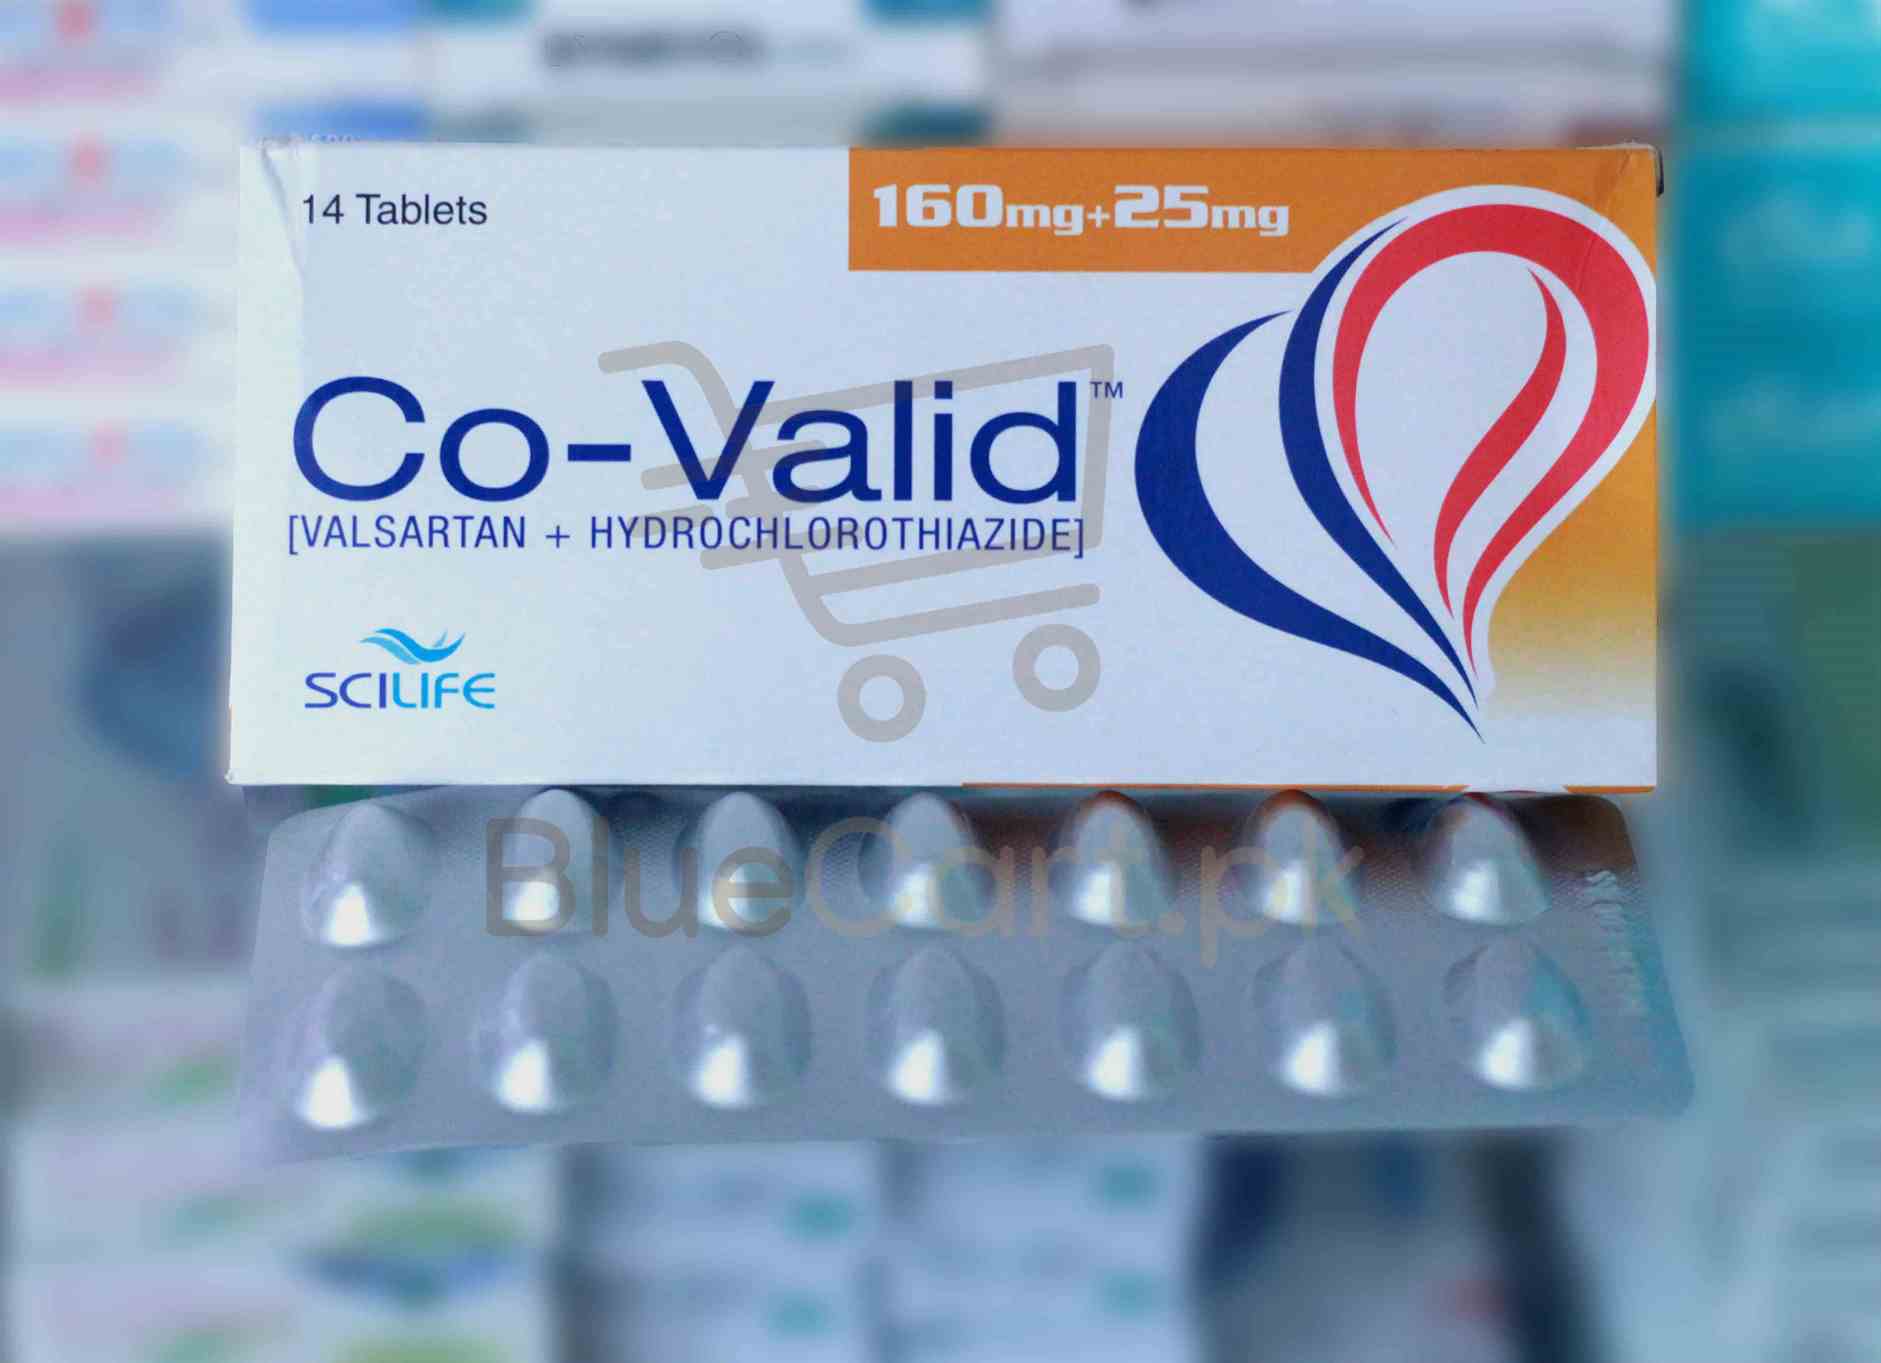 14 Tablets
160mg+25mg
Co-Valid™
[VALSARTAN + HYDROCHLOROTHIAZIDE]
SCILIFE
BlueCart.pk